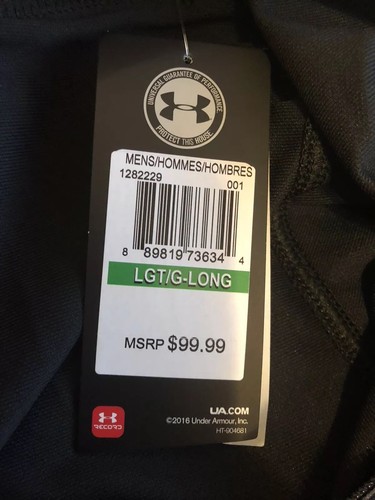 UNIVERSAL GUARANTEE OF PERFORMANCE
PROTECT THIS HOUSE
MENS/HOMMES/HOMBRES
1282229 001
8 89819 73634 4
LGT/G-LONG
MSRP $99.99
RECORD
UA.COM
©2016 Under Armour, Inc.
HT-904681